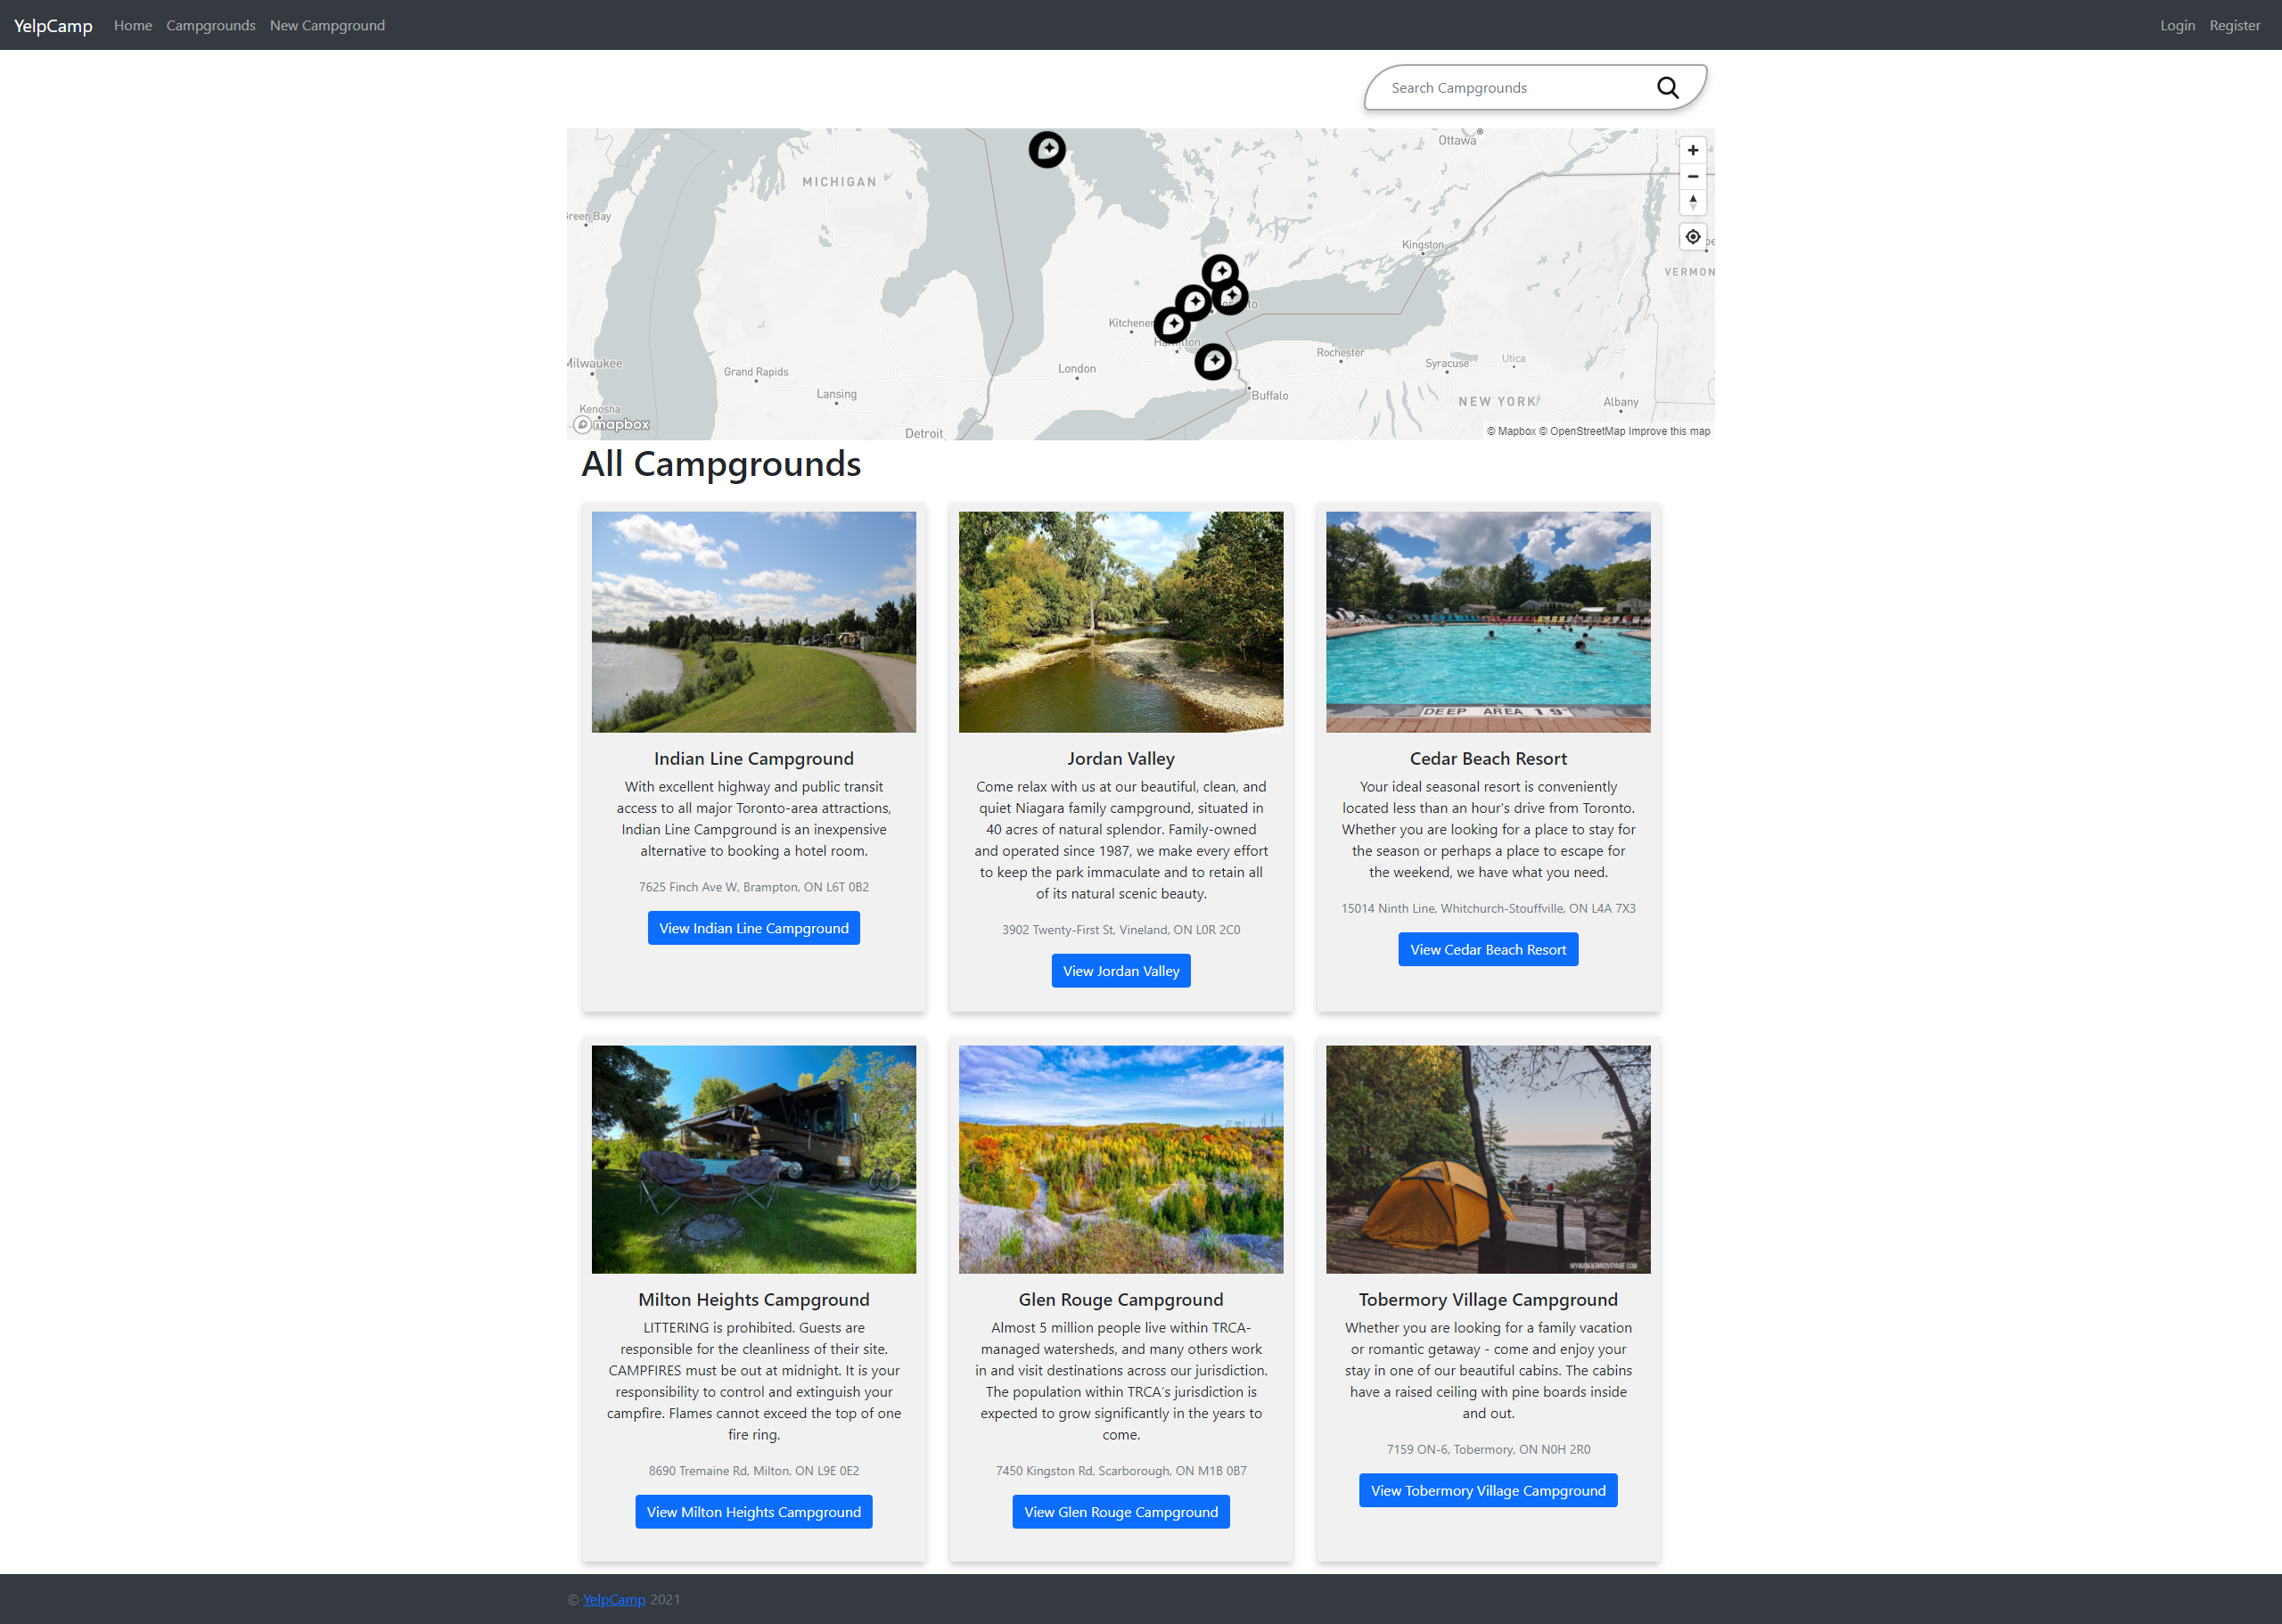 YelpCamp Home Campgrounds New Campground Login Register
Search Campgrounds
Ottawa
MICHIGAN
Green Bay
Kingston
VERMON
Kitchener
Milwaukee
Rochester
Syracuse
Utica
Grand Rapids
London
Lansing
Buffalo
NEW YORK
Albany
Kenosha
mapbox
Detroit
© Mapbox © OpenStreetMap Improve this map
All Campgrounds
DEEP AREA 19"
Indian Line Campground
With excellent highway and public transit
access to all major Toronto-area attractions,
Indian Line Campground is an inexpensive
alternative to booking a hotel room.
7625 Finch Ave W, Brampton, ON L6T 0B2
View Indian Line Campground
Jordan Valley
Come relax with us at our beautiful, clean, and
quiet Niagara family campground, situated in
40 acres of natural splendor. Family-owned
and operated since 1987, we make every effort
to keep the park immaculate and to retain all
of its natural scenic beauty.
3902 Twenty-First St, Vineland, ON L0R 2C0
View Jordan Valley
Cedar Beach Resort
Your ideal seasonal resort is conveniently
located less than an hour's drive from Toronto.
Whether you are looking for a place to stay for
the season or perhaps a place to escape for
the weekend, we have what you need.
15014 Ninth Line, Whitchurch-Stouffville, ON L4A 7X3
View Cedar Beach Resort
MYWANDERINGVOYAGE.COM
Milton Heights Campground
LITTERING is prohibited. Guests are
responsible for the cleanliness of their site.
CAMPFIRES must be out at midnight. It is your
responsibility to control and extinguish your
campfire. Flames cannot exceed the top of one
fire ring.
8690 Tremaine Rd, Milton, ON L9E 0E2
View Milton Heights Campground
Glen Rouge Campground
Almost 5 million people live within TRCA-
managed watersheds, and many others work
in and visit destinations across our jurisdiction.
The population within TRCA's jurisdiction is
expected to grow significantly in the years to
come.
7450 Kingston Rd, Scarborough, ON M1B 0B7
View Glen Rouge Campground
Tobermory Village Campground
Whether you are looking for a family vacation
or romantic getaway - come and enjoy your
stay in one of our beautiful cabins. The cabins
have a raised ceiling with pine boards inside
and out.
7159 ON-6, Tobermory, ON N0H 2R0
View Tobermory Village Campground
© YelpCamp 2021